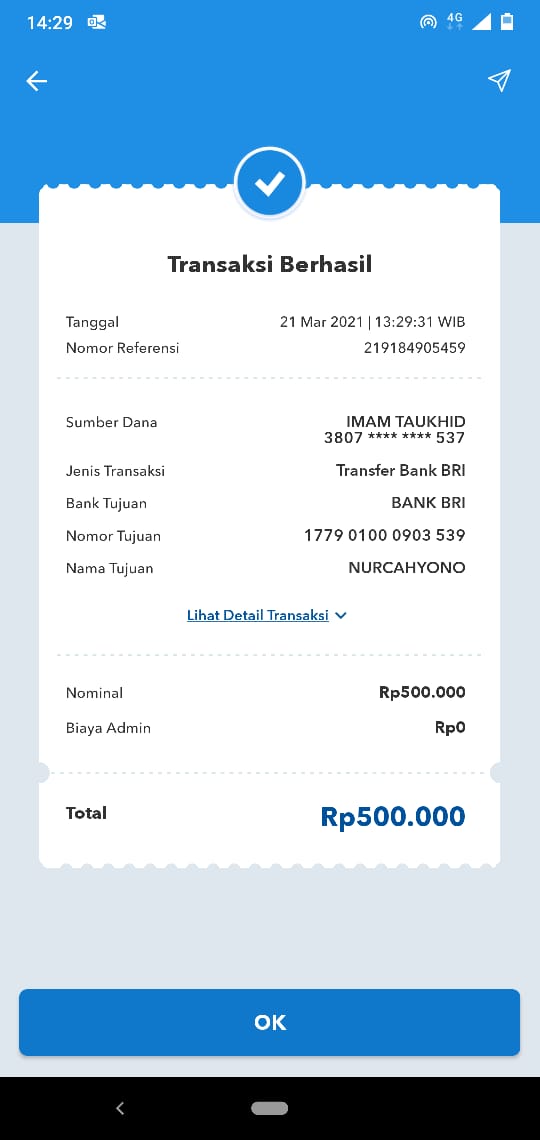 14:29
4G
Transaksi Berhasil
Tanggal 21 Mar 2021 | 13:29:31 WIB
Nomor Referensi 219184905459
Sumber Dana IMAM TAUKHID
3807 **** **** 537
Jenis Transaksi Transfer Bank BRI
Bank Tujuan BANK BRI
Nomor Tujuan 1779 0100 0903 539
Nama Tujuan NURCAHYONO
Lihat Detail Transaksi
Nominal Rp500.000
Biaya Admin Rp0
Total Rp500.000
OK